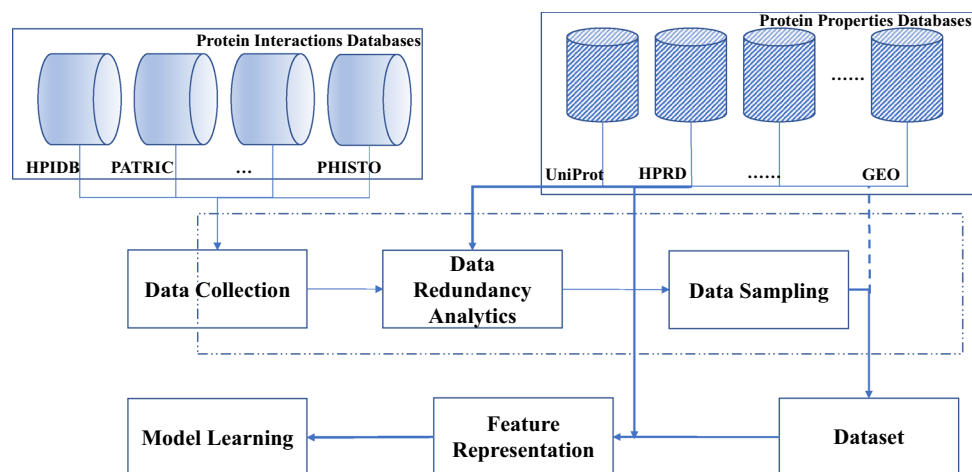 Protein Interactions Databases
HPIDB
PATRIC
...
PHISTO
Protein Properties Databases
......
UniProt
HPRD
......
GEO
Data Collection
Data
Redundancy
Analytics
Data Sampling
Model Learning
Feature
Representation
Dataset